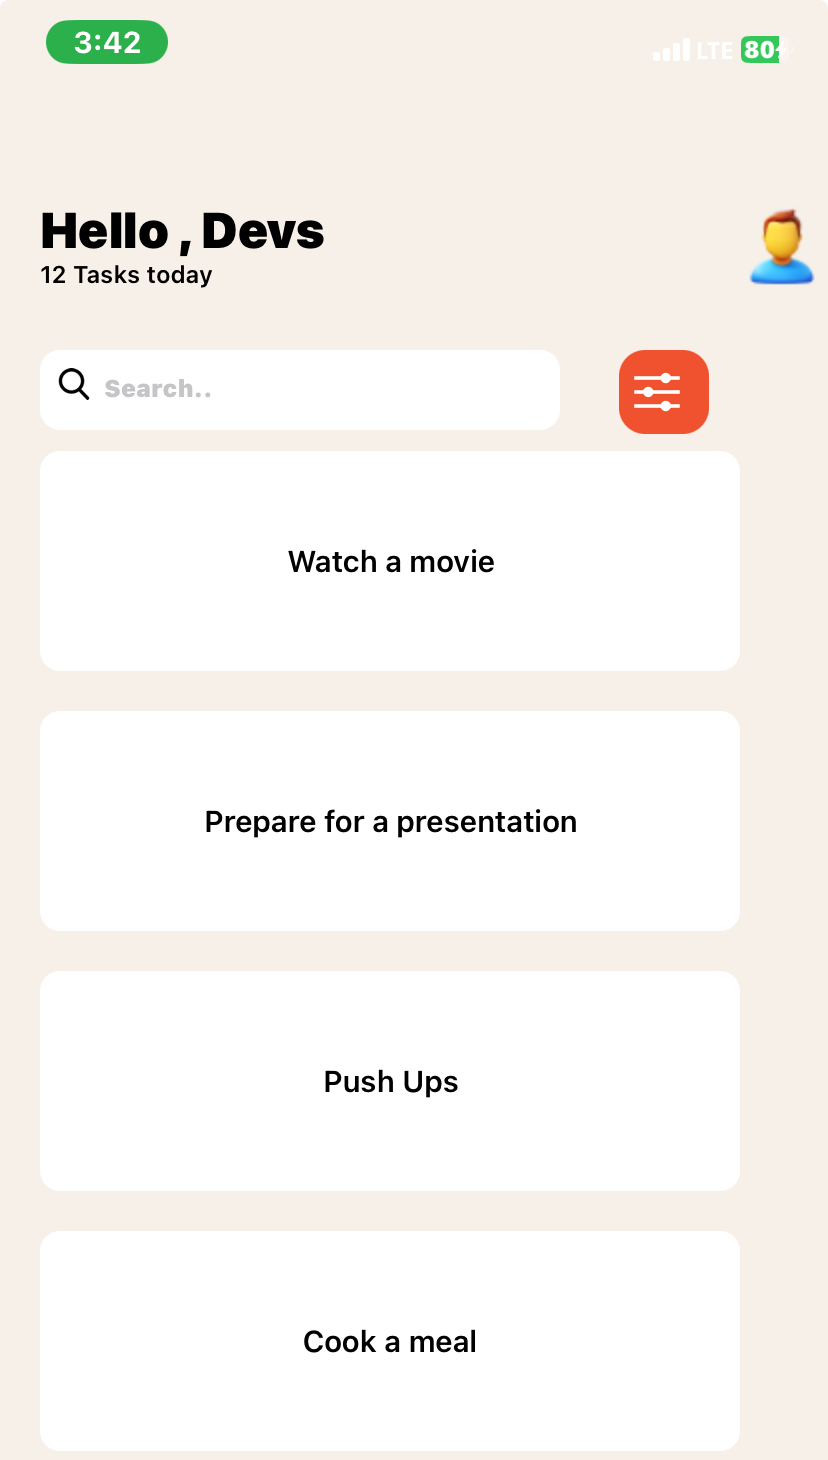 3:42
LTE 80
Hello , Devs
12 Tasks today
Search..
Watch a movie
Prepare for a presentation
Push Ups
Cook a meal